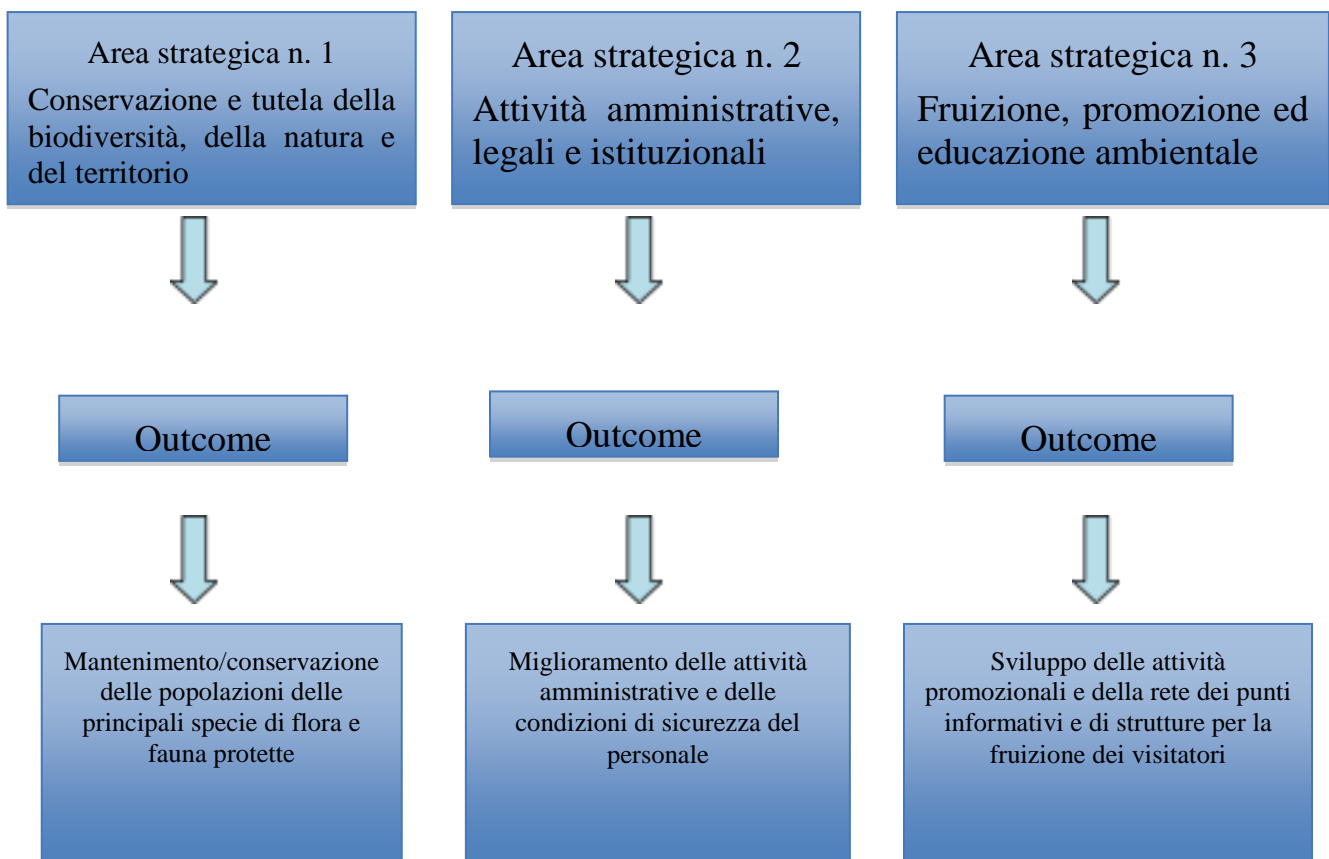 Area strategica n. 1
Conservazione e tutela della
biodiversità, della natura e
del territorio
Area strategica n. 2
Attività amministrative,
legali e istituzionali
Area strategica n. 3
Fruizione, promozione ed
educazione ambientale
Outcome
Outcome
Outcome
Mantenimento/conservazione
delle popolazioni delle
principali specie di flora e
fauna protette
Miglioramento delle attività
amministrative e delle
condizioni di sicurezza del
personale
Sviluppo delle attività
promozionali e della rete dei punti
informativi e di strutture per la
fruizione dei visitatori